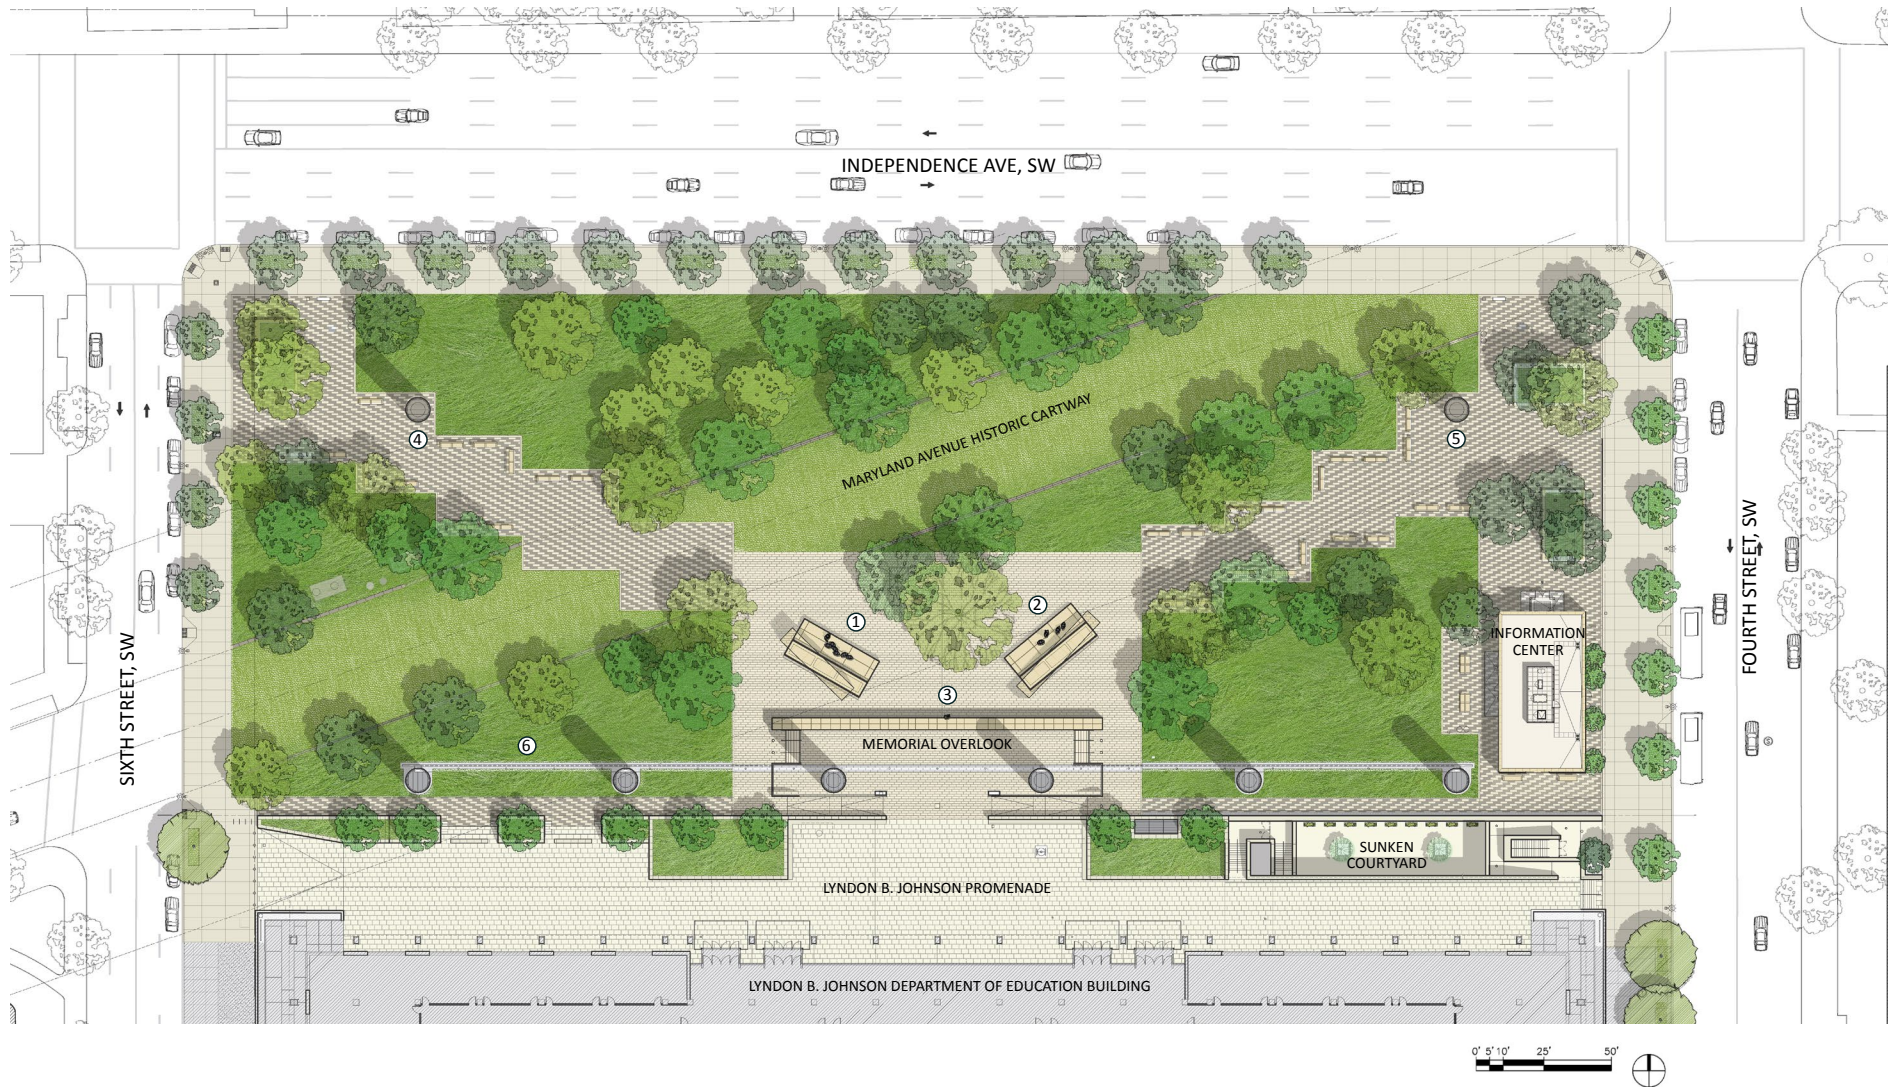 INDEPENDENCE AVE, SW
MARYLAND AVENUE HISTORIC CARTWAY
4
5
1
2
3
6
SIXTH STREET, SW
FOURTH STREET, SW
INFORMATION
CENTER
MEMORIAL OVERLOOK
SUNKEN
COURTYARD
LYNDON B. JOHNSON PROMENADE
LYNDON B. JOHNSON DEPARTMENT OF EDUCATION BUILDING
0' 5' 10' 25' 50'